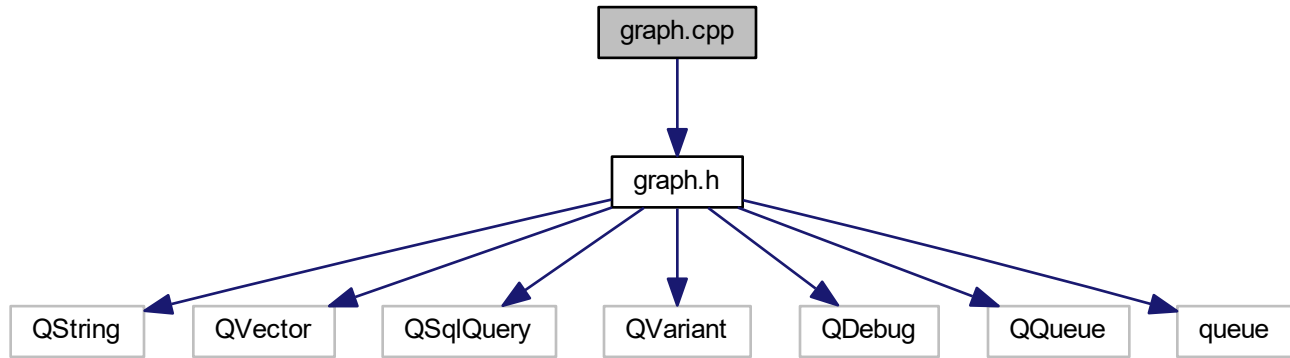 graph.cpp
graph.h
QString
QVector
QSqlQuery
QVariant
QDebug
QQueue
queue